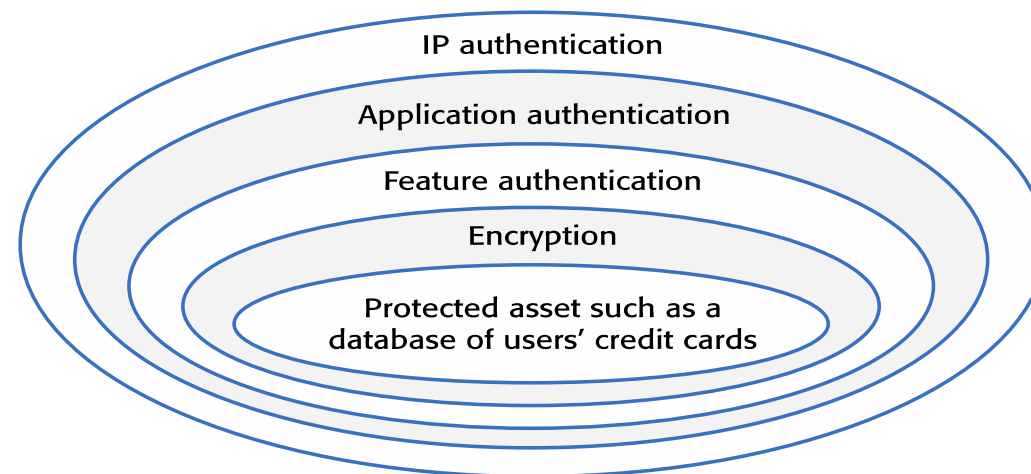 IP authentication
Application authentication
Feature authentication
Encryption
Protected asset such as a
database of users’ credit cards